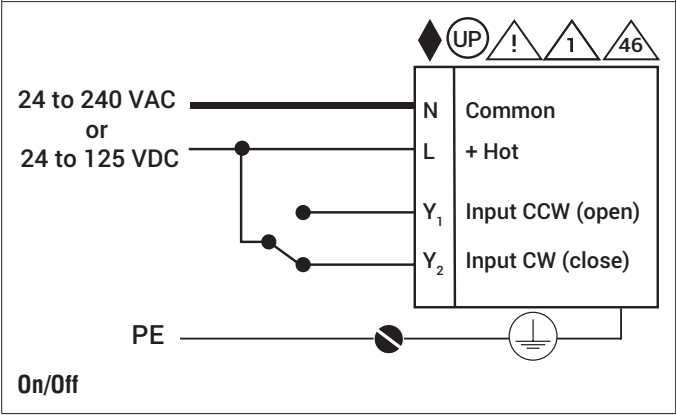 UP ! 1 46
24 to 240 VAC
or
24 to 125 VDC
N Common
L + Hot
Y₁ Input CCW (open)
Y₂ Input CW (close)
PE
On/Off